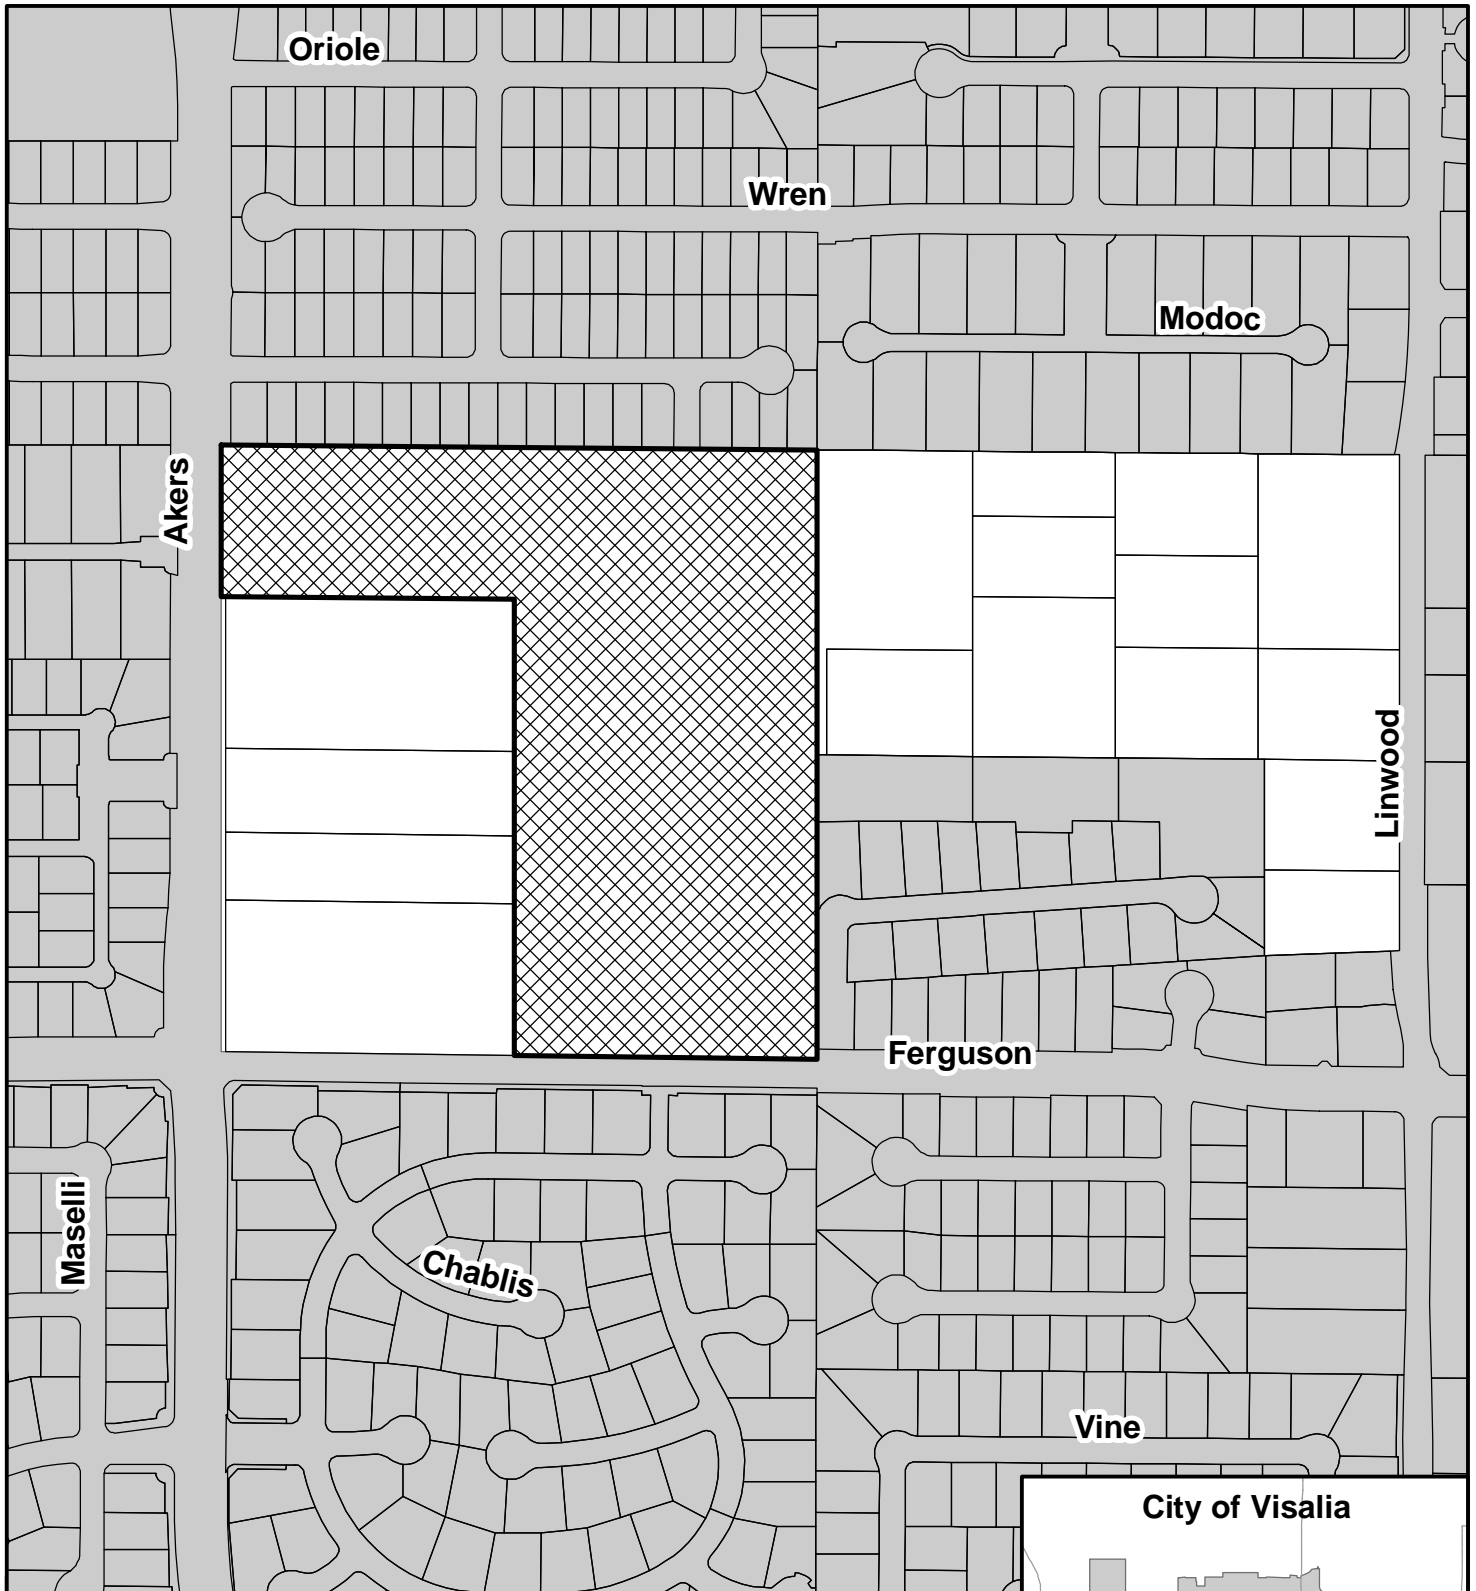 Oriole
Wren
Modoc
Akers
Linwood
Ferguson
Maselli
Chablis
Vine
City of Visalia